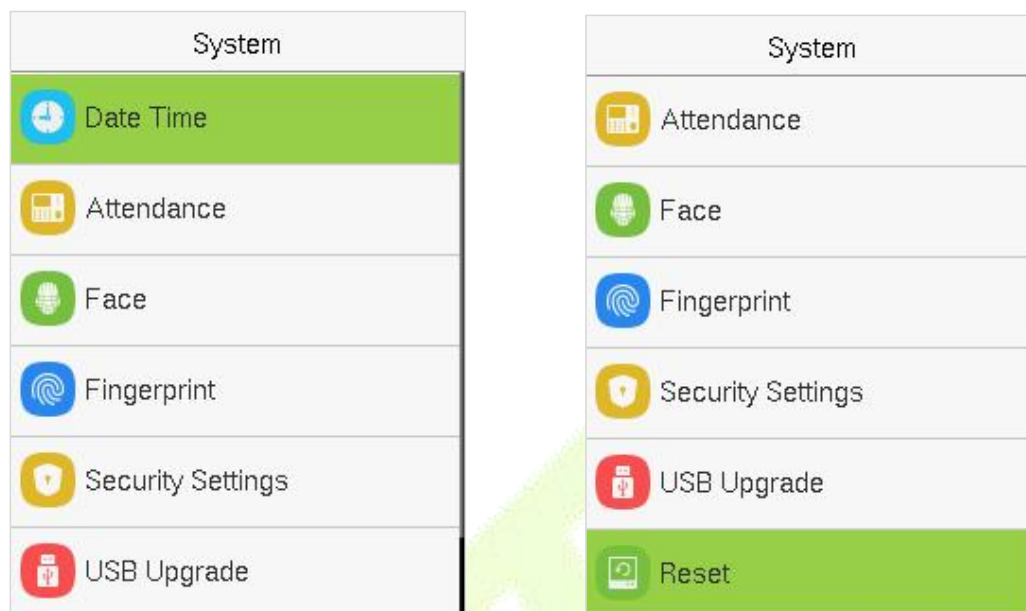 System
Date Time
Attendance
Face
Fingerprint
Security Settings
USB Upgrade
System
Attendance
Face
Fingerprint
Security Settings
USB Upgrade
Reset